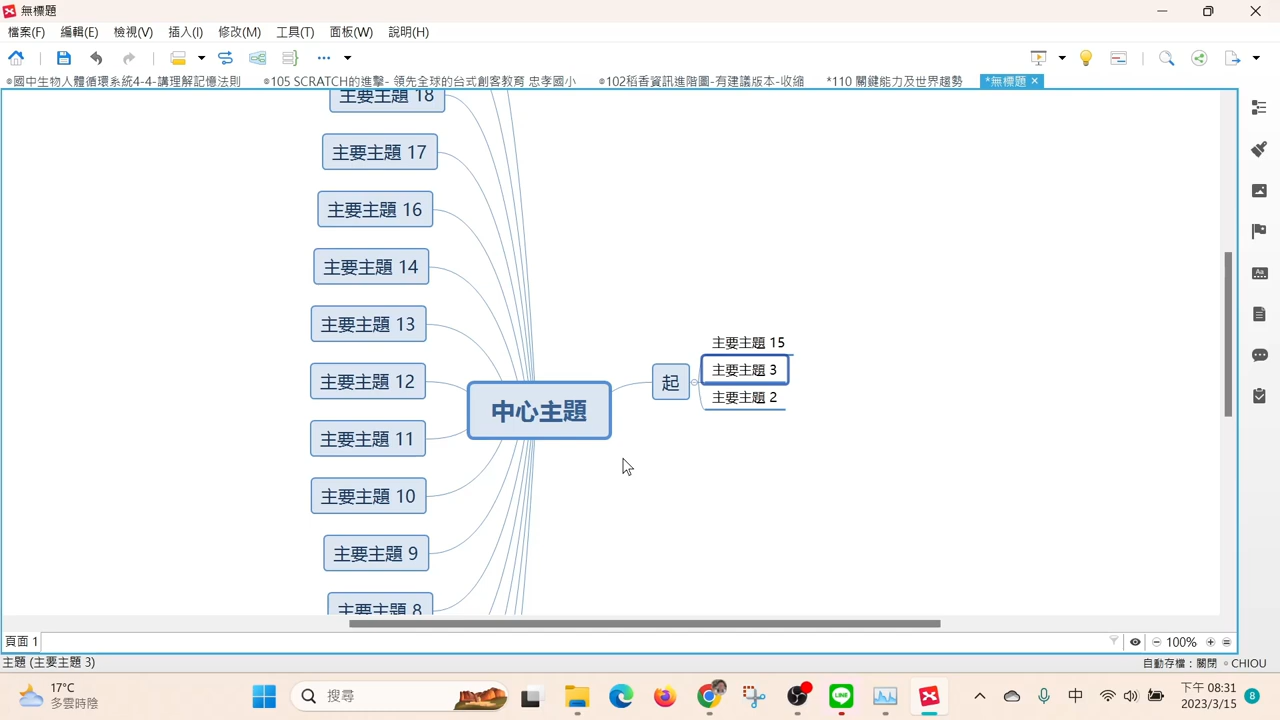 無標題
檔案(F) 編輯(E) 檢視(V) 插入(I) 修改(M) 工具(T) 面板(W) 說明(H)
國中生物人體循環系統4-4-講理解記憶法則 105 SCRATCH的進擊- 領先全球的台式創客教育 忠孝國小 102稻香資訊進階圖-有建議版本-收縮 *110 關鍵能力及世界趨勢 *無標題
主要主題 18
主要主題 17
主要主題 16
主要主題 14
主要主題 13
主要主題 12
主要主題 11
主要主題 10
主要主題 9
主要主題 8
中心主題
起
主要主題 15
主要主題 3
主要主題 2
頁面 1
100%
主題 (主要主題 3)
自動存檔：關閉 CHIOU
17°C
多雲時陰
搜尋
中
下午 08:31
2023/3/15
8